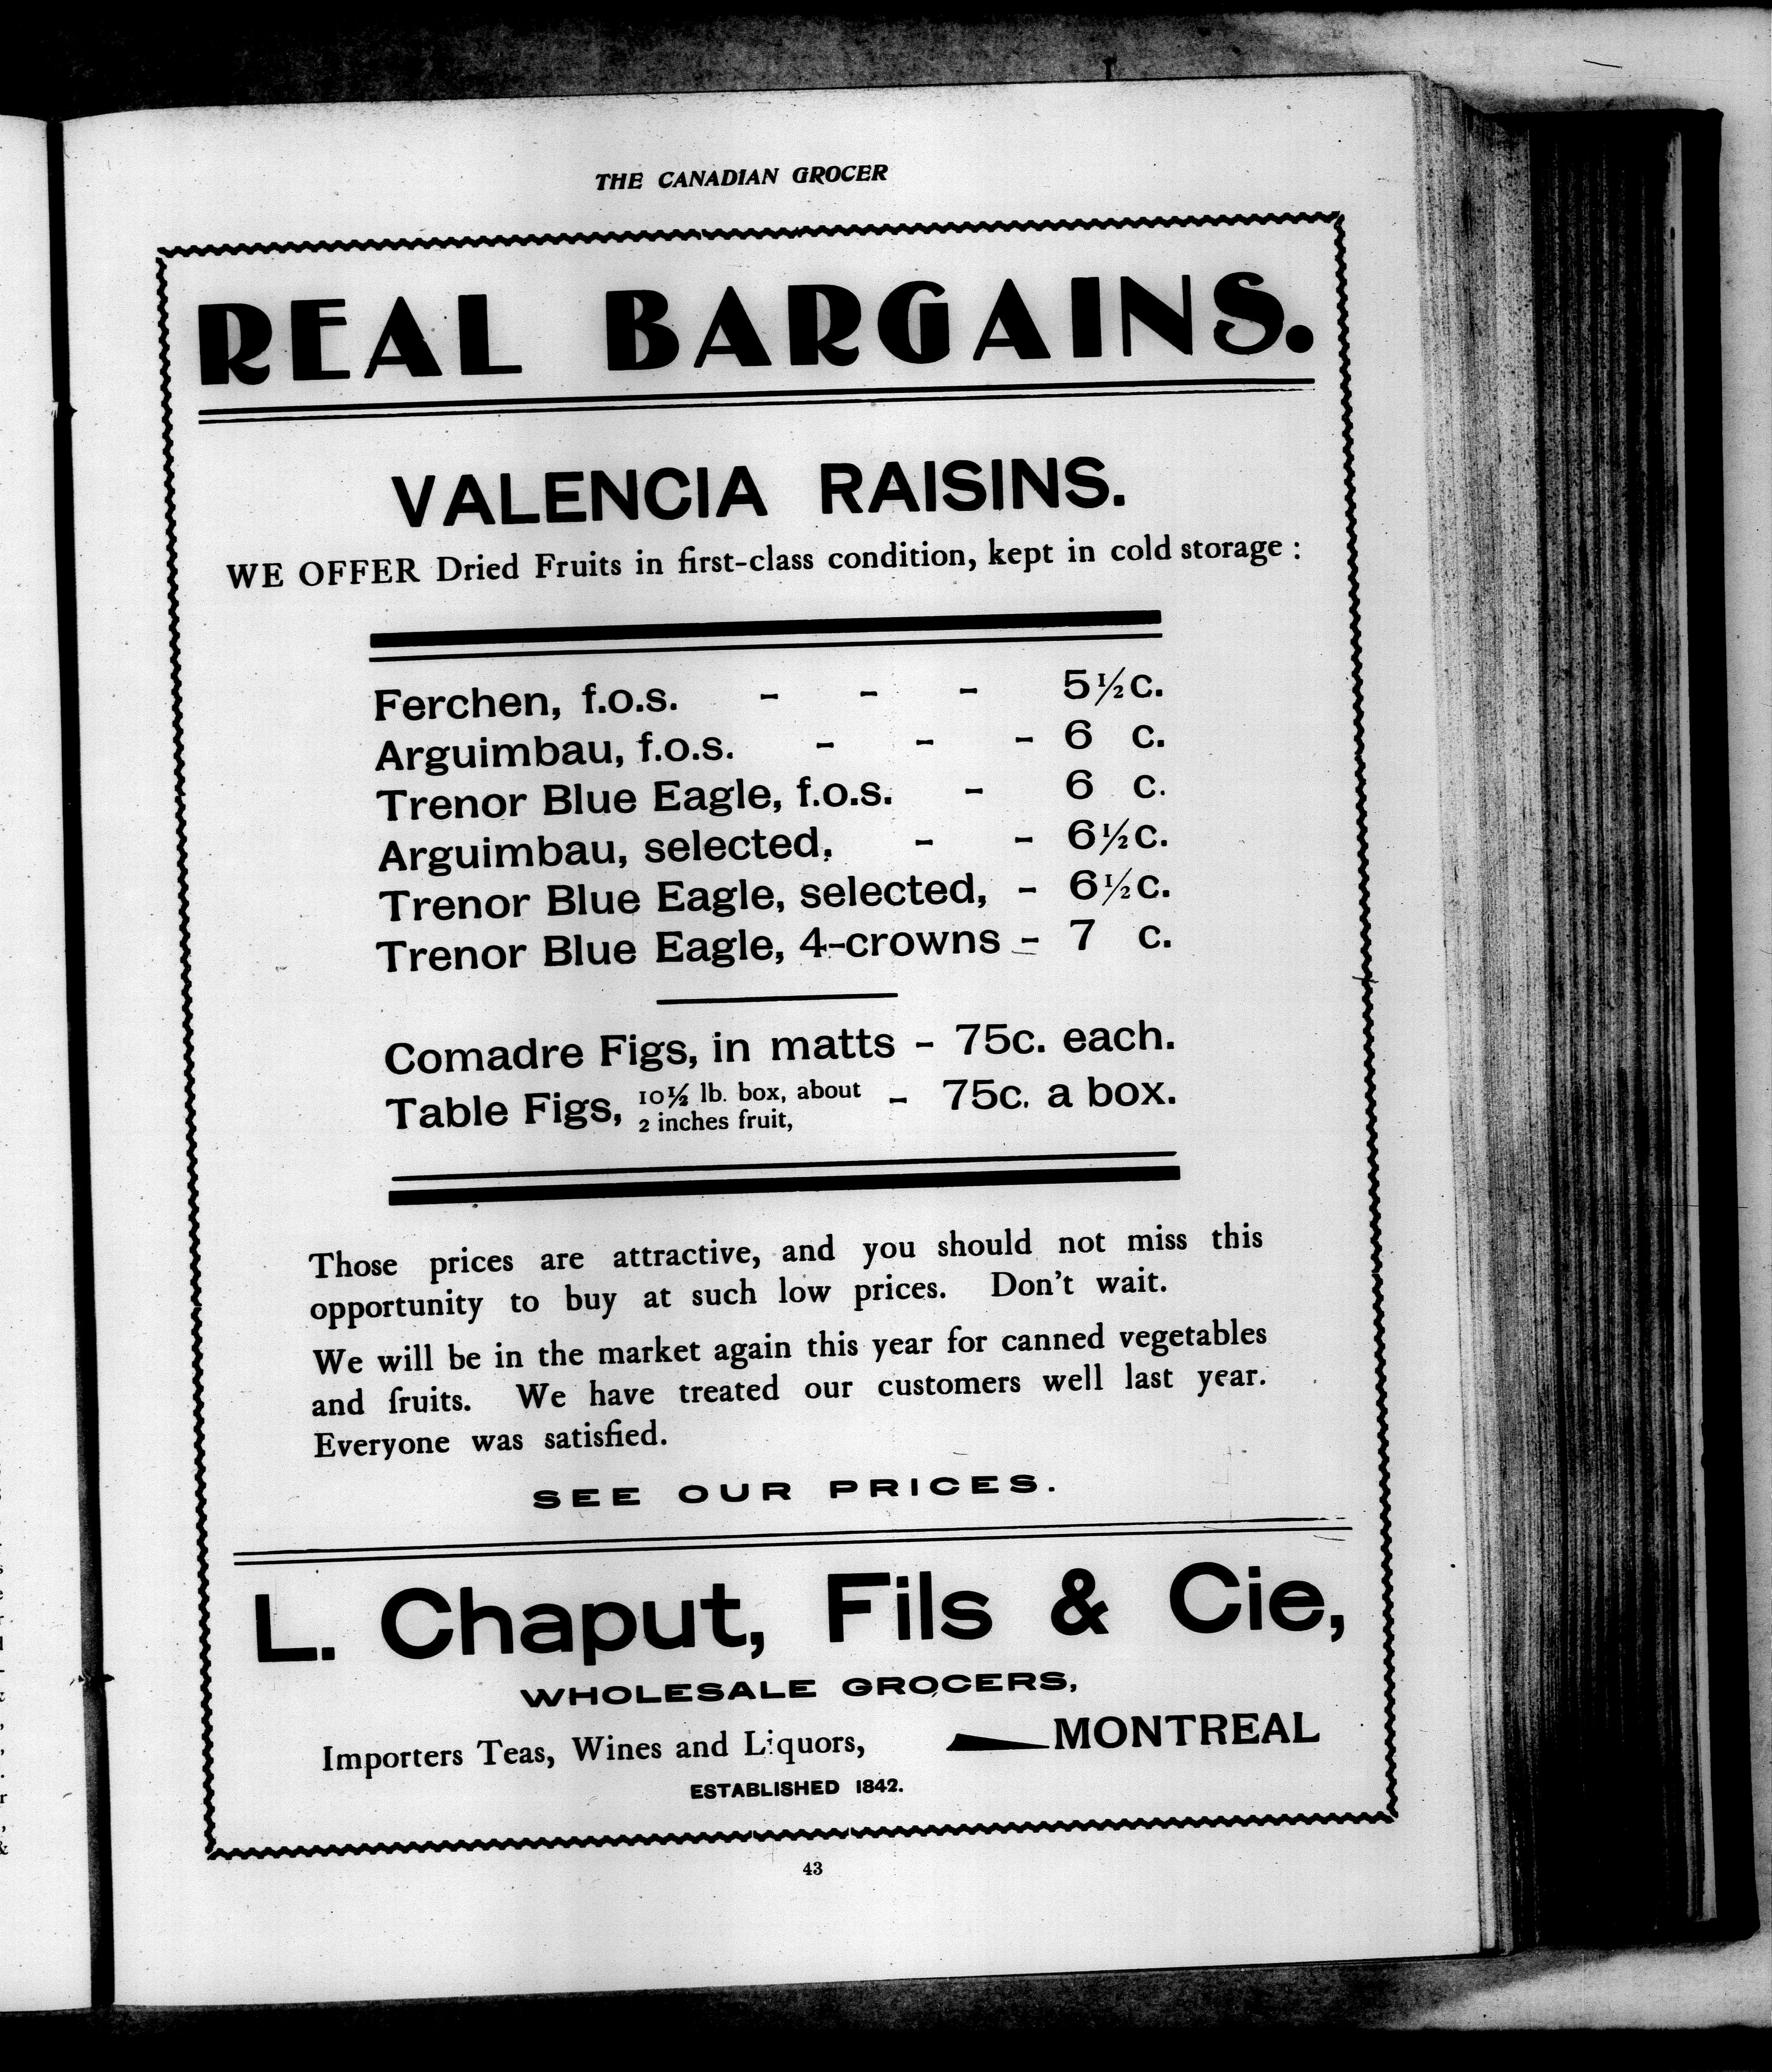 THE CANADIAN GROCER
REAL BARGAINS.
VALENCIA RAISINS.
WE OFFER Dried Fruits in first-class condition, kept in cold storage :
Ferchen, f.o.s. - - - 5½c.
Arguimbau, f.o.s. - - - 6 c.
Trenor Blue Eagle, f.o.s. - 6 c.
Arguimbau, selected, - - 6½c.
Trenor Blue Eagle, selected, - 6½c.
Trenor Blue Eagle, 4-crowns - 7 c.
Comadre Figs, in matts - 75c. each.
Table Figs, 10½ lb. box, about 2 inches fruit, - 75c. a box.
Those prices are attractive, and you should not miss this
opportunity to buy at such low prices. Don't wait.
We will be in the market again this year for canned vegetables
and fruits. We have treated our customers well last year.
Everyone was satisfied.
SEE OUR PRICES.
L. Chaput, Fils & Cie,
WHOLESALE GROCERS,
Importers Teas, Wines and Liquors, MONTREAL
ESTABLISHED 1842.
43